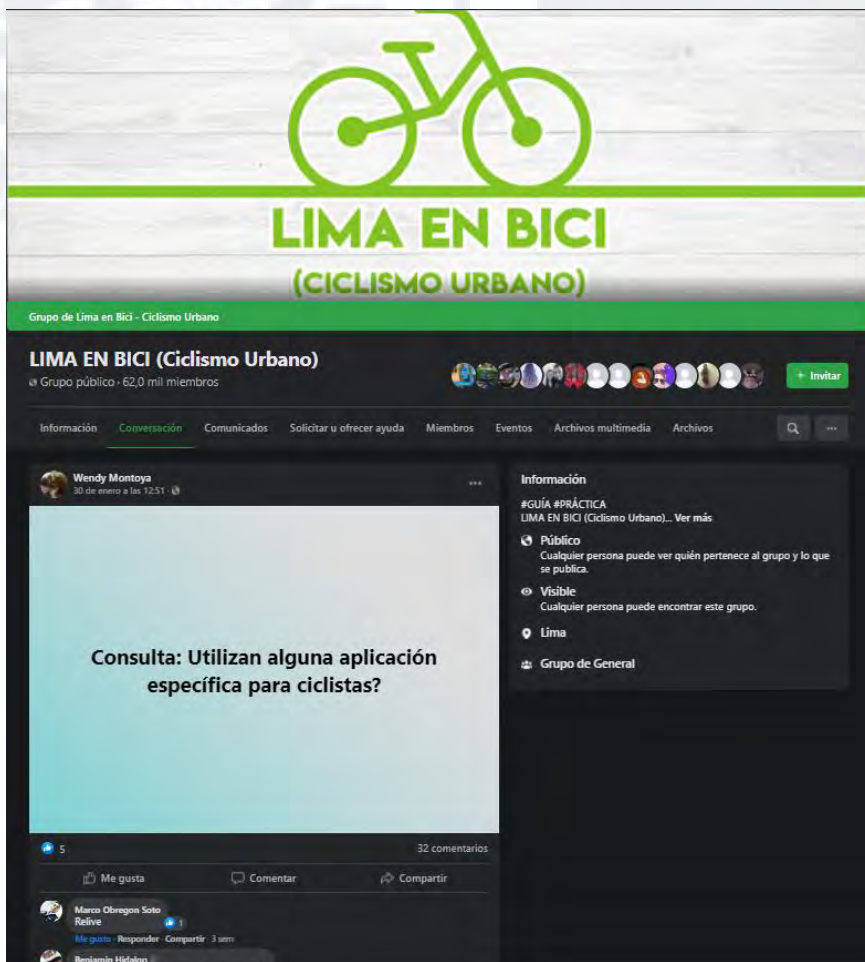 LIMA EN BICI
(CICLISMO URBANO)
Grupo de Lima en Bici - Ciclismo Urbano
LIMA EN BICI (Ciclismo Urbano)
Grupo público · 62,0 mil miembros
+ Invitar
Información
Conversación
Comunicados
Solicitar u ofrecer ayuda
Miembros
Eventos
Archivos multimedia
Archivos
Wendy Montoya
30 de enero a las 12:51
Consulta: Utilizan alguna aplicación
específica para ciclistas?
5
32 comentarios
Me gusta
Comentar
Compartir
Marco Obregon Soto
Relive
1
Me gusta · Responder · Compartir · 3 sem
Benjamin Hidalgo
Información
#GUÍA #PRÁCTICA
LIMA EN BICI (Ciclismo Urbano)... Ver más
Público
Cualquier persona puede ver quién pertenece al grupo y lo que
se publica.
Visible
Cualquier persona puede encontrar este grupo.
Lima
Grupo de General